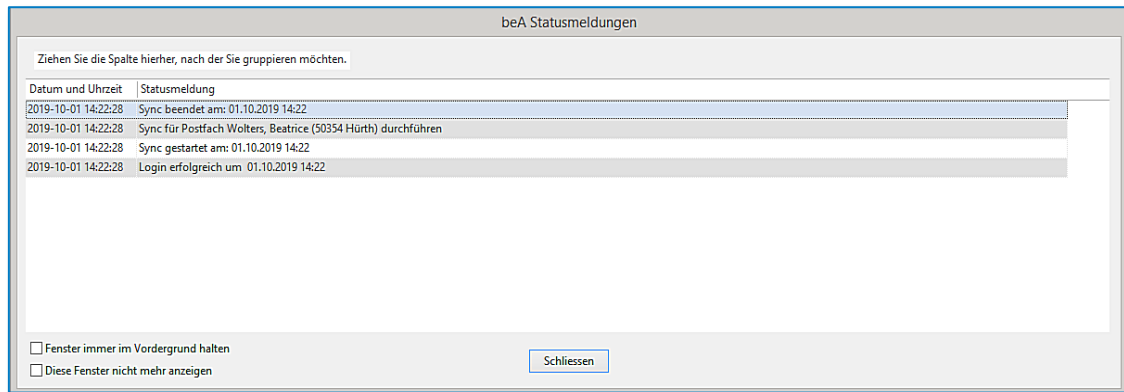 beA Statusmeldungen
Ziehen Sie die Spalte hierher, nach der Sie gruppieren möchten.
Datum und Uhrzeit Statusmeldung
2019-10-01 14:22:28 Sync beendet am: 01.10.2019 14:22
2019-10-01 14:22:28 Sync für Postfach Wolters, Beatrice (50354 Hürth) durchführen
2019-10-01 14:22:28 Sync gestartet am: 01.10.2019 14:22
2019-10-01 14:22:28 Login erfolgreich um 01.10.2019 14:22
Fenster immer im Vordergrund halten
Diese Fenster nicht mehr anzeigen
Schliessen